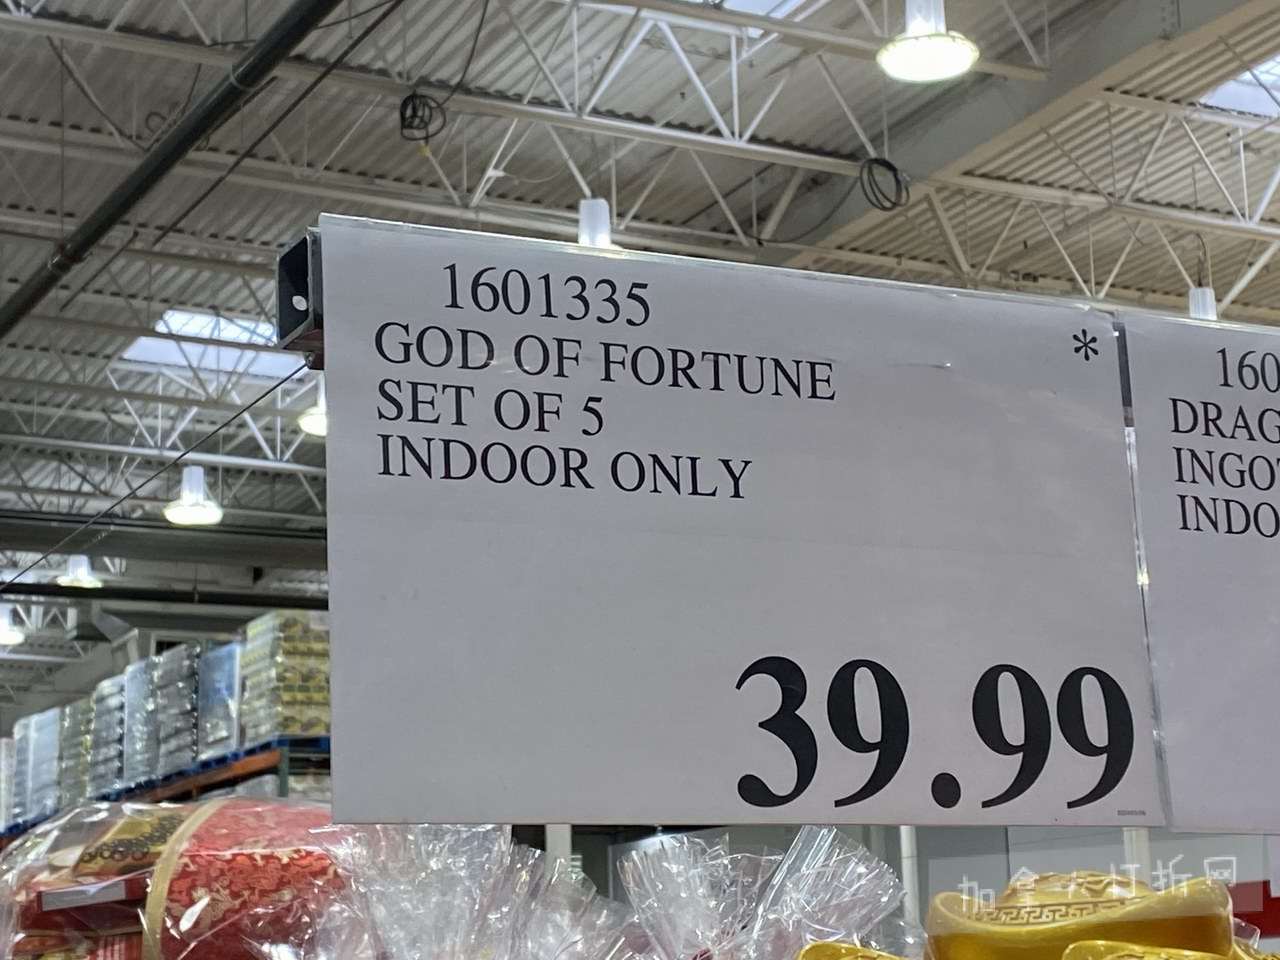 1601335
*
GOD OF FORTUNE
SET OF 5
INDOOR ONLY
39.99
160
DRAG
INGOT
INDO
加拿大打折网